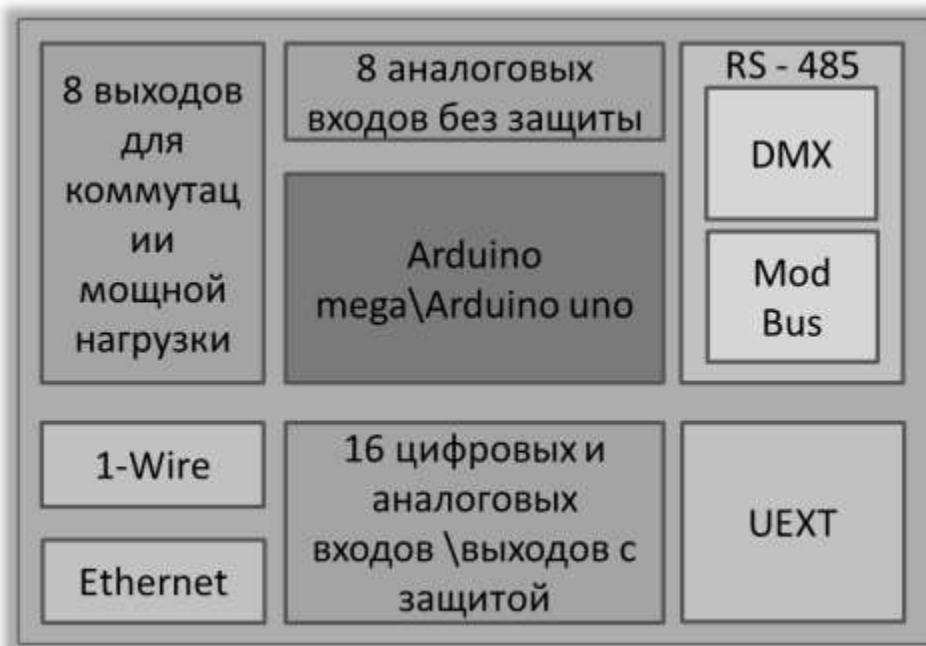 8 выходов
для
коммутац
ии
мощной
нагрузки
8 аналоговых
входов без защиты
RS - 485
DMX
Mod
Bus
Arduino
mega\Arduino uno
1-Wire
Ethernet
16 цифровых и
аналоговых
входов \выходов с
защитой
UEXT